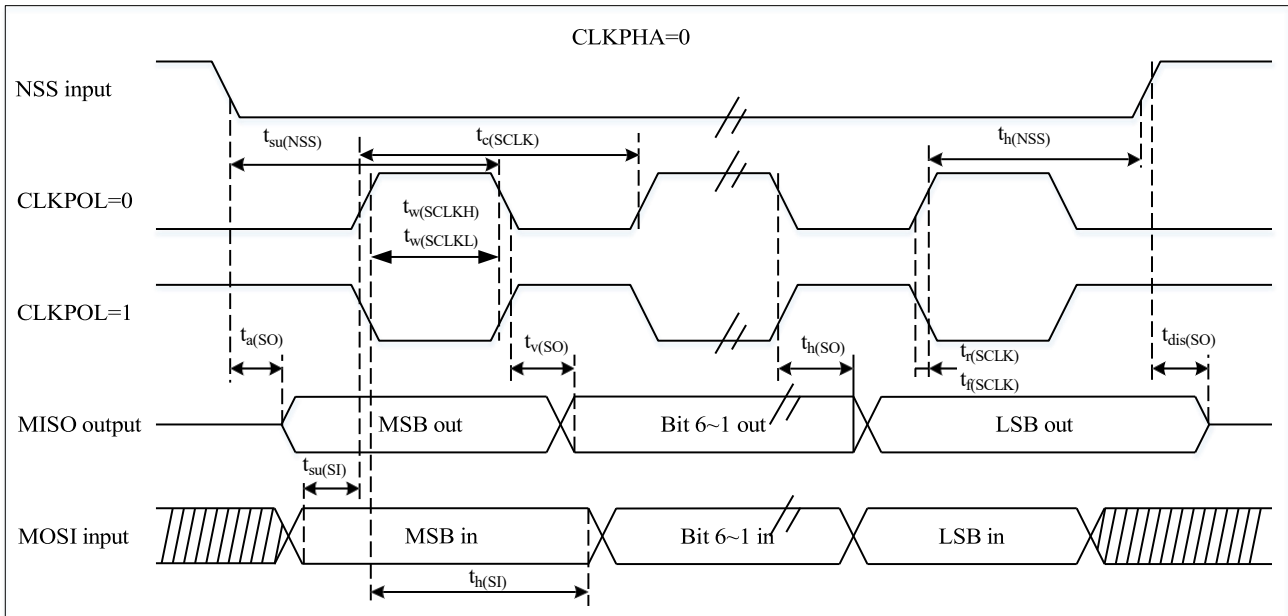 CLKPHA=0
NSS input
tsu(NSS)
tc(SCLK)
th(NSS)
CLKPOL=0
tw(SCLKH)
tw(SCLKL)
CLKPOL=1
ta(SO)
tv(SO)
th(SO)
tr(SCLK)
tf(SCLK)
tdis(SO)
MISO output
MSB out
Bit 6~1 out
LSB out
tsu(SI)
MOSI input
MSB in
Bit 6~1 in
LSB in
th(SI)